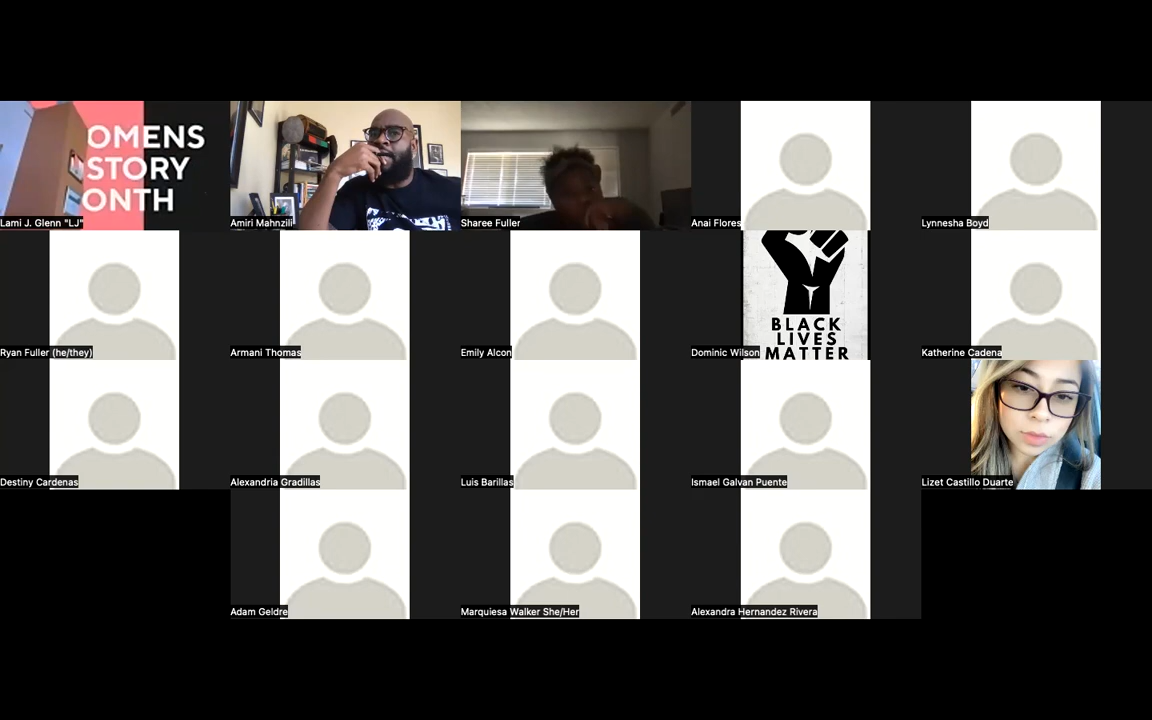 OMENS
STORY
ONTH
Lami J. Glenn "LJ"
Amiri Mahnzili
Sharee Fuller
Anai Flores
Lynnesha Boyd
BLACK
LIVES
MATTER
Ryan Fuller (he/they)
Armani Thomas
Emily Alcon
Dominic Wilson
Katherine Cadena
Destiny Cardenas
Alexandria Gradillas
Luis Barillas
Ismael Galvan Puente
Lizet Castillo Duarte
Adam Geldre
Marquiesa Walker She/Her
Alexandra Hernandez Rivera